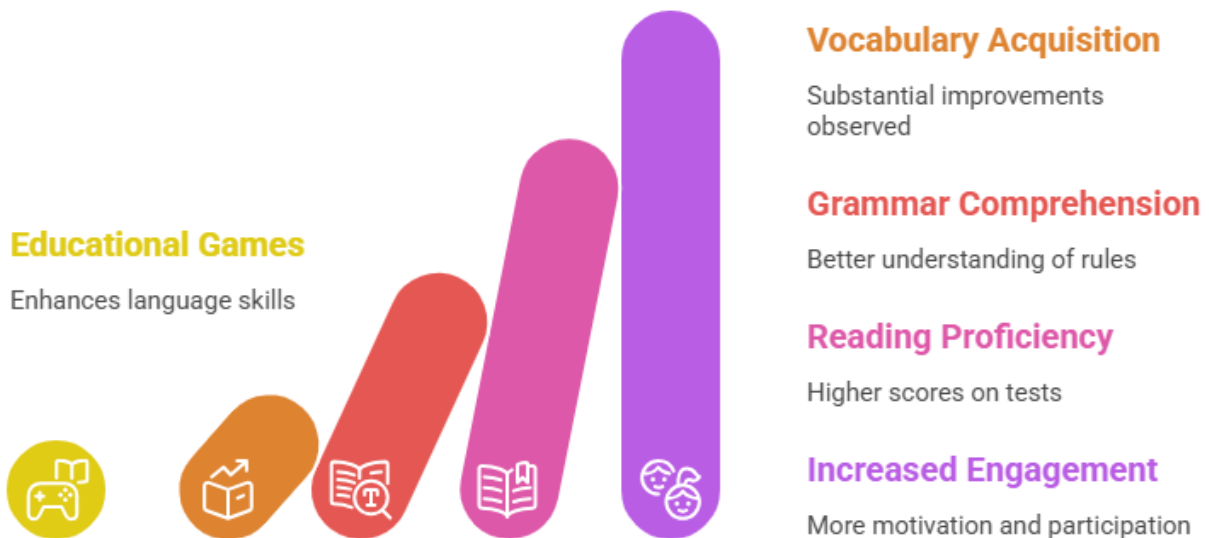 Educational Games
Enhances language skills
Vocabulary Acquisition
Substantial improvements
observed
Grammar Comprehension
Better understanding of rules
Reading Proficiency
Higher scores on tests
Increased Engagement
More motivation and participation
T